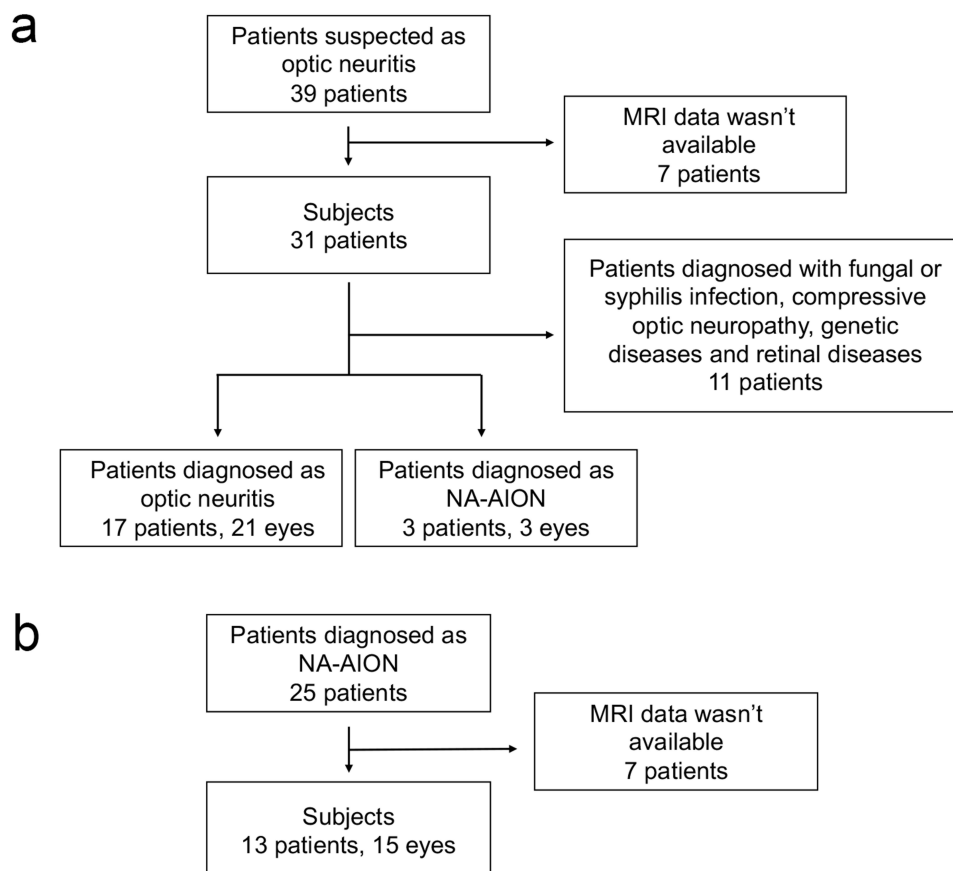 a
Patients suspected as
optic neuritis
39 patients
MRI data wasn't
available
7 patients
Subjects
31 patients
Patients diagnosed with fungal or
syphilis infection, compressive
optic neuropathy, genetic
diseases and retinal diseases
11 patients
Patients diagnosed as
optic neuritis
17 patients, 21 eyes
Patients diagnosed as
NA-AION
3 patients, 3 eyes
b
Patients diagnosed as
NA-AION
25 patients
MRI data wasn't
available
7 patients
Subjects
13 patients, 15 eyes